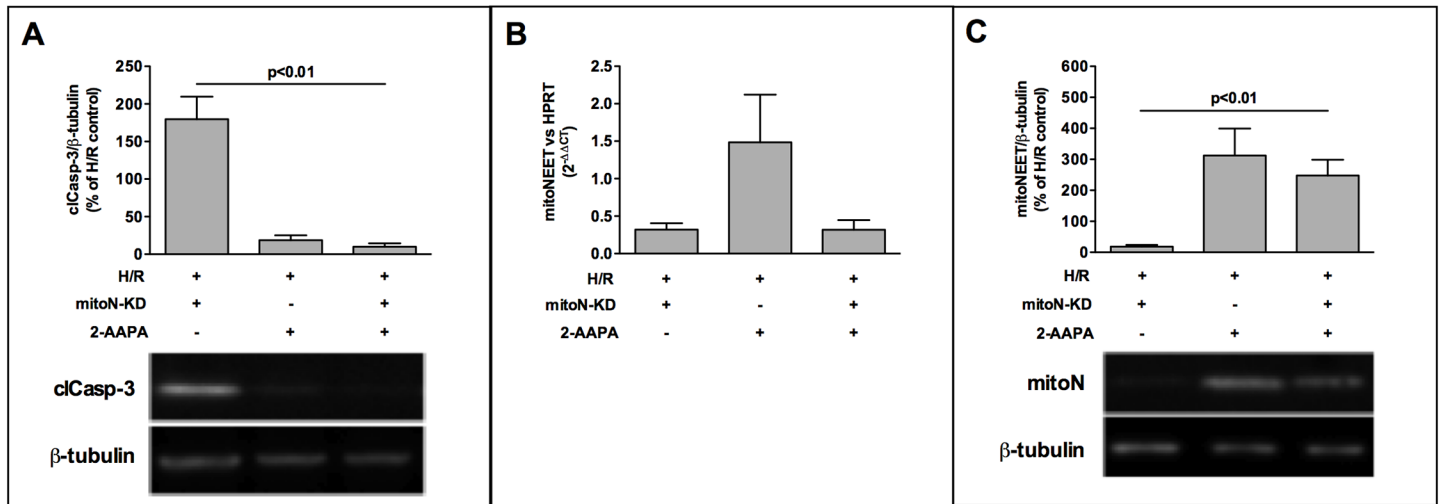 A
clCasp-3/β-tubulin
(% of H/R control)
250
200
150
100
50
0
p<0.01
H/R + + +
mitoN-KD + - +
2-AAPA - + +
clCasp-3
β-tubulin
B
mitoNEET vs HPRT
(2-ΔΔCT)
2.5
2.0
1.5
1.0
0.5
0.0
H/R + + +
mitoN-KD + - +
2-AAPA - + +
C
mitoNEET/β-tubulin
(% of H/R control)
600
500
400
300
200
100
0
p<0.01
H/R + + +
mitoN-KD + - +
2-AAPA - + +
mitoN
β-tubulin